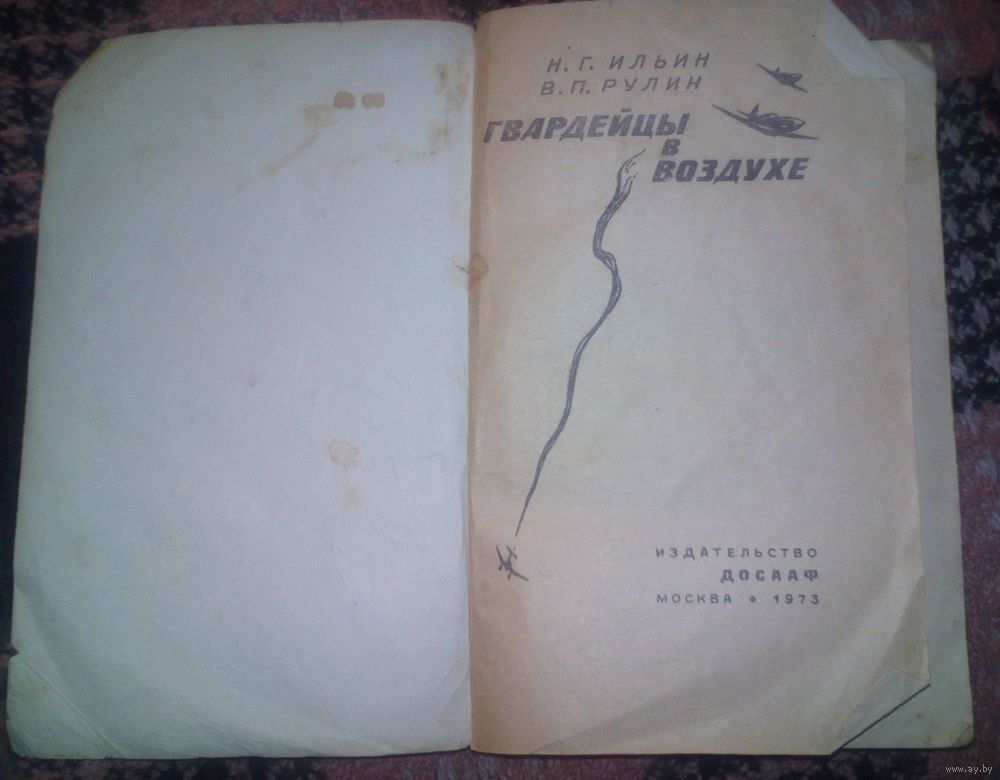 Н. Г. ИЛЬИН
В. П. РУЛИН
ГВАРДЕЙЦЫ
В
ВОЗДУХЕ
ИЗДАТЕЛЬСТВО
ДОСААФ
МОСКВА • 1973
www.ay.by